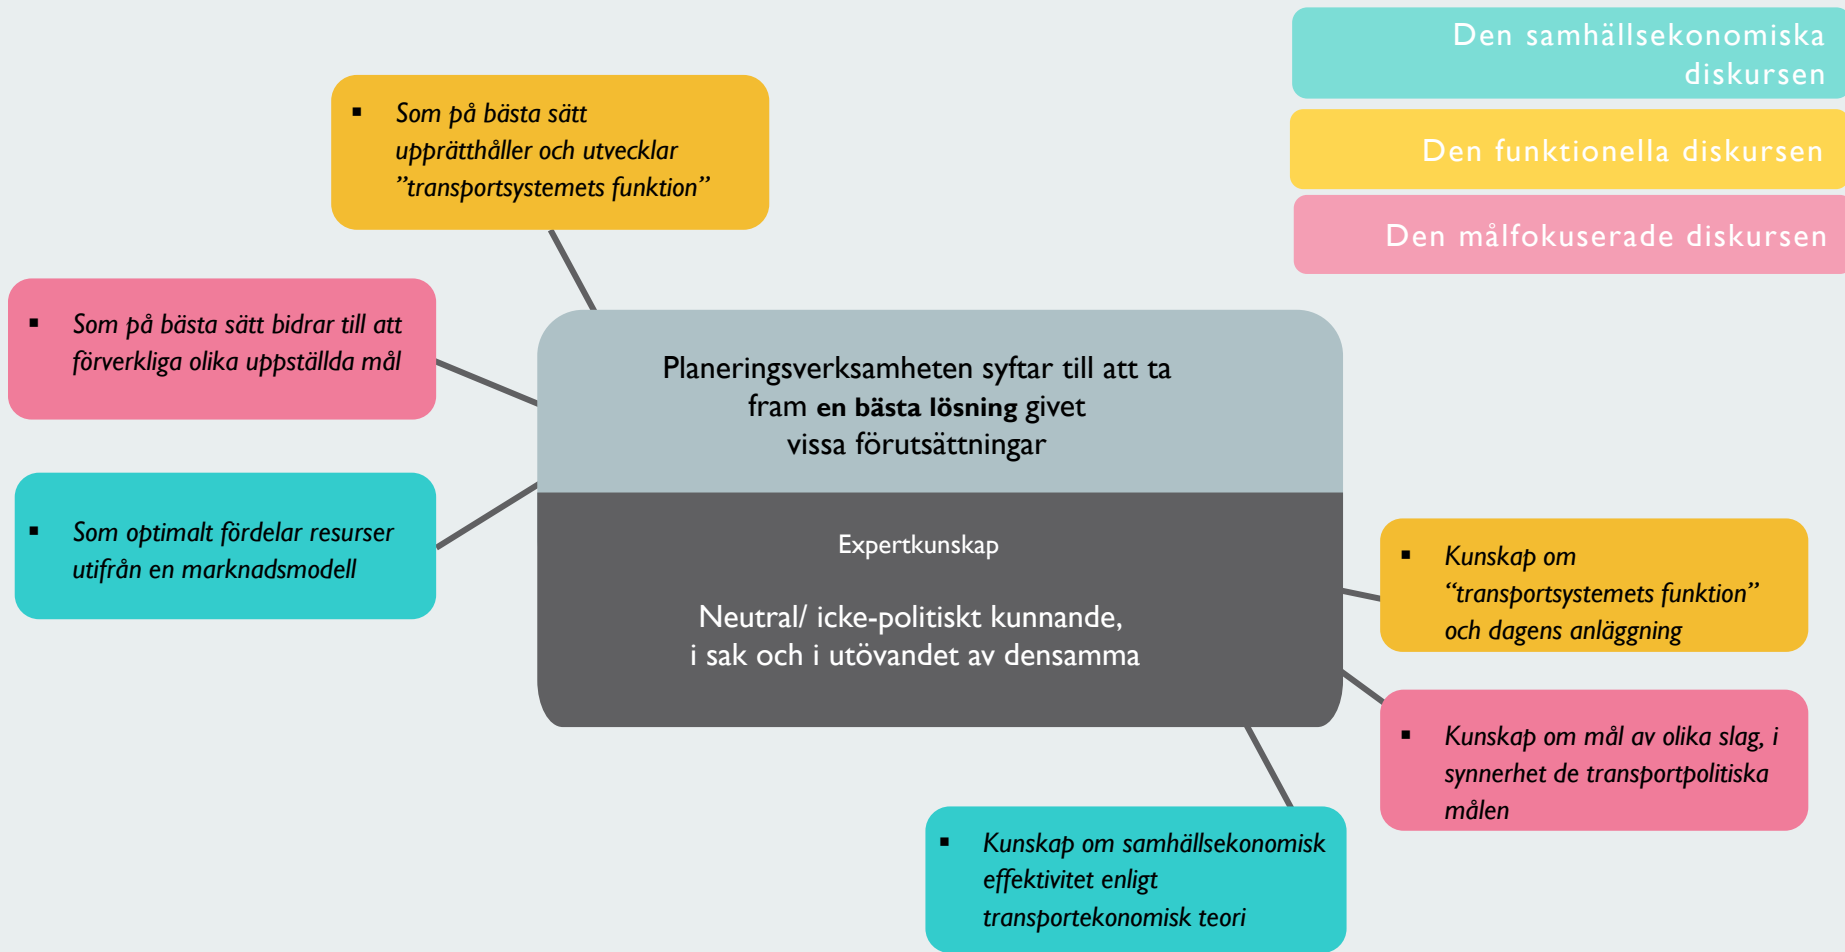 Den samhällsekonomiska
diskursen
Den funktionella diskursen
Den målfokuserade diskursen
▪ Som på bästa sätt
upprätthåller och utvecklar
”transportsystemets funktion”
▪ Som på bästa sätt bidrar till att
förverkliga olika uppställda mål
▪ Som optimalt fördelar resurser
utifrån en marknadsmodell
Planeringsverksamheten syftar till att ta
fram en bästa lösning givet
vissa förutsättningar
Expertkunskap
Neutral/ icke-politiskt kunnande,
i sak och i utövandet av densamma
▪ Kunskap om
“transportsystemets funktion”
och dagens anläggning
▪ Kunskap om mål av olika slag, i
synnerhet de transportpolitiska
målen
▪ Kunskap om samhällsekonomisk
effektivitet enligt
transportekonomisk teori